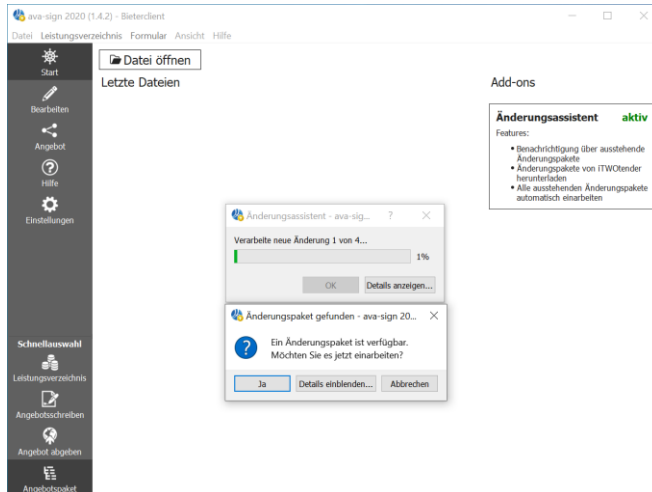 ava-sign 2020 (1.4.2) - Bieterclient
Datei Leistungsverzeichnis Formular Ansicht Hilfe
Start
Bearbeiten
Angebot
Hilfe
Einstellungen
Schnellauswahl
Leistungsverzeichnis
Angebotsschreiben
Angebot abgeben
Angebotspaket
Datei öffnen
Letzte Dateien
Add-ons
Änderungsassistent aktiv
Features:
• Benachrichtigung über ausstehende
Änderungspakete
• Änderungspakete von iTWOtender
herunterladen
• Alle ausstehenden Änderungspakete
automatisch einarbeiten
Änderungsassistent - ava-sig... ?
Verarbeite neue Änderung 1 von 4...
1%
OK Details anzeigen...
Änderungspaket gefunden - ava-sign 20...
Ein Änderungspaket ist verfügbar.
Möchten Sie es jetzt einarbeiten?
Ja Details einblenden... Abbrechen